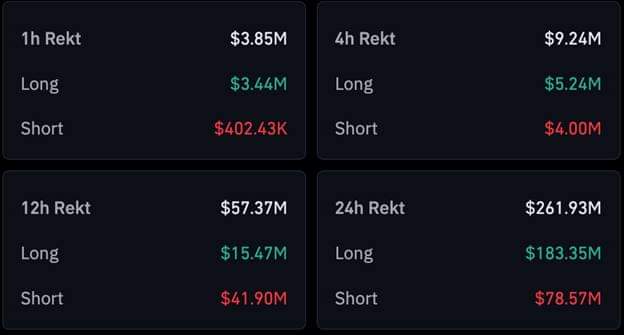 1h Rekt $3.85M
Long $3.44M
Short $402.43K
4h Rekt $9.24M
Long $5.24M
Short $4.00M
12h Rekt $57.37M
Long $15.47M
Short $41.90M
24h Rekt $261.93M
Long $183.35M
Short $78.57M